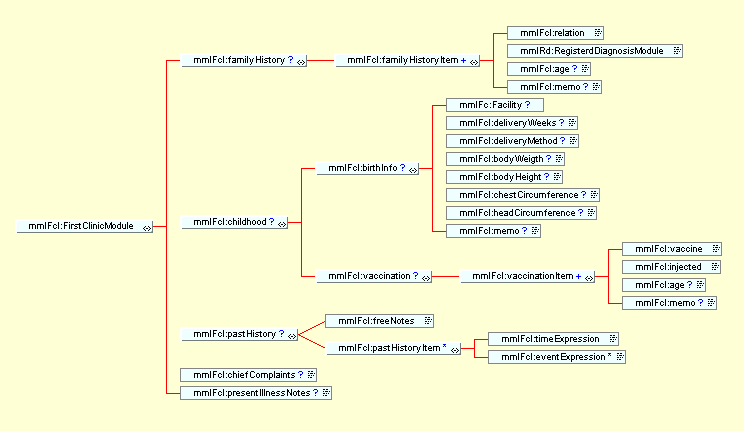 mmlFcl:FirstClinicModule
mmlFcl:familyHistory ?
mmlFcl:familyHistoryItem +
mmlFcl:relation
mmlRd:RegisterdDiagnosisModule
mmlFcl:age ?
mmlFcl:memo ?
mmlFcl:childhood ?
mmlFcl:birthInfo ?
mmlFc:Facility ?
mmlFcl:deliveryWeeks ?
mmlFcl:deliveryMethod ?
mmlFcl:bodyWeigth ?
mmlFcl:bodyHeight ?
mmlFcl:chestCircumference ?
mmlFcl:headCircumference ?
mmlFcl:memo ?
mmlFcl:vaccination ?
mmlFcl:vaccinationItem +
mmlFcl:vaccine
mmlFcl:injected
mmlFcl:age ?
mmlFcl:memo ?
mmlFcl:pastHistory ?
mmlFcl:freeNotes
mmlFcl:pastHistoryItem *
mmlFcl:timeExpression
mmlFcl:eventExpression *
mmlFcl:chiefComplaints ?
mmlFcl:presentIllnessNotes ?